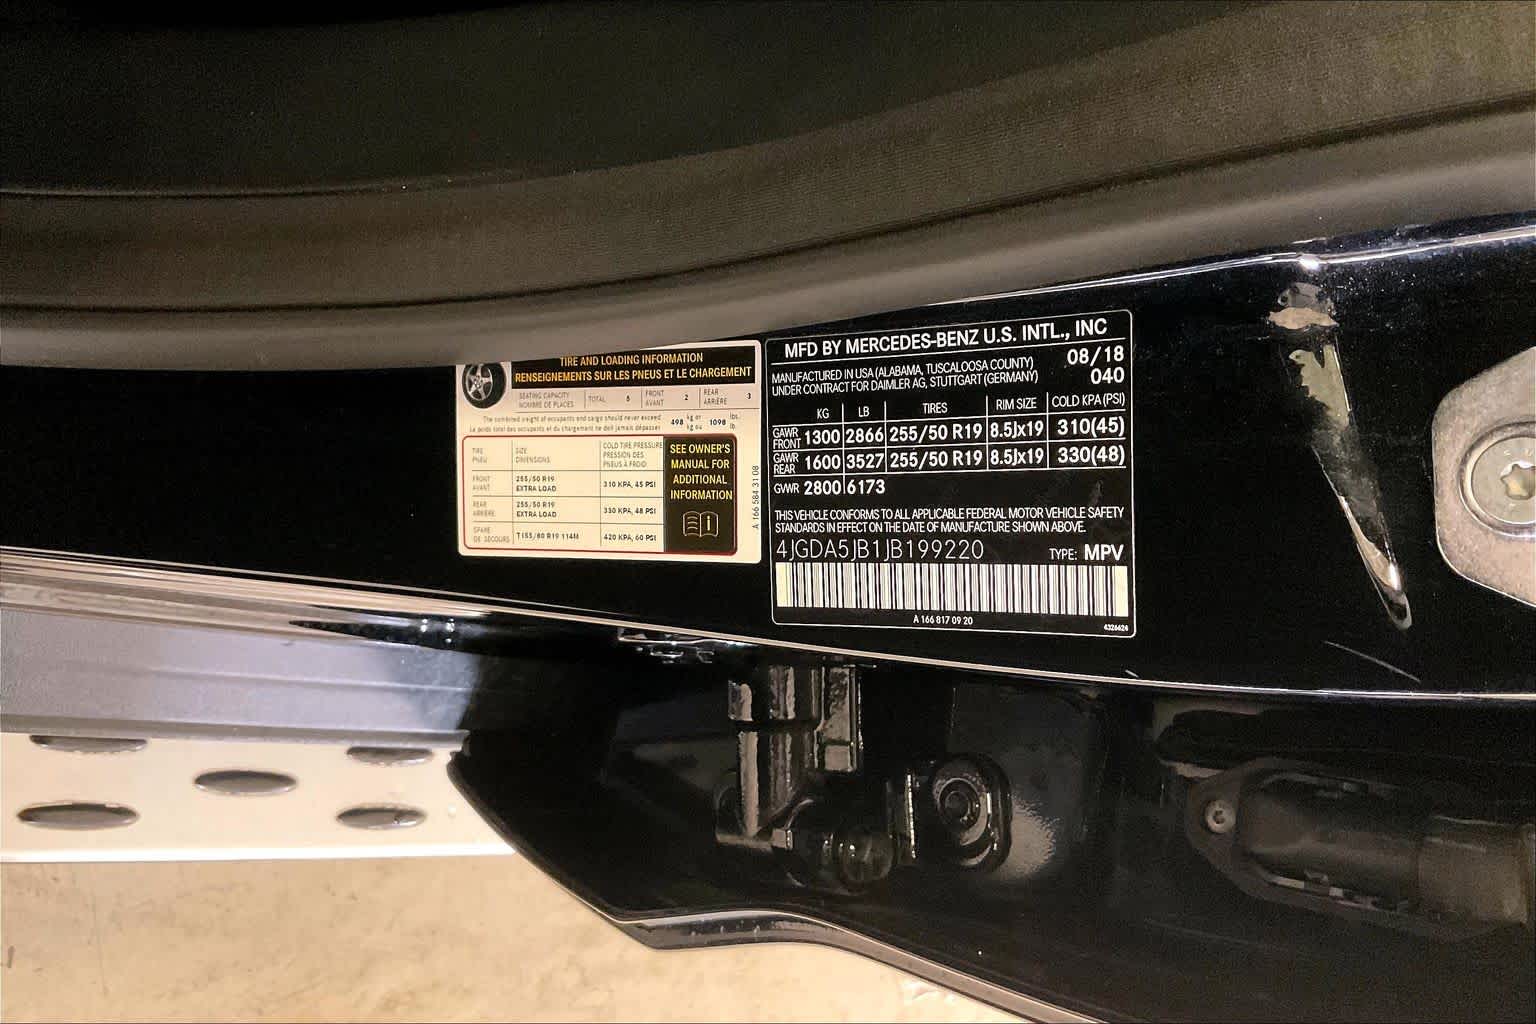 TIRE AND LOADING INFORMATION
RENSEIGNEMENTS SUR LES PNEUS ET LE CHARGEMENT
SEATING CAPACITY
NOMBRE DE PLACES
TOTAL 5
FRONT
AVANT
2
REAR
ARRIÈRE
3
The combined weight of occupants and cargo should never exceed
Le poids total des occupants et du chargement ne doit jamais dépasser
498 kg or
kg ou
1098 lbs.
lb.
TIRE
PNEU
SIZE
DIMENSIONS
COLD TIRE PRESSURE
PRESSION DES
PNEUS À FROID
FRONT
AVANT
255/50 R19
EXTRA LOAD
310 KPA, 45 PSI
REAR
ARRIÈRE
255/50 R19
EXTRA LOAD
330 KPA, 48 PSI
SPARE
DE SECOURS
T155/80 R19 114M
420 KPA, 60 PSI
SEE OWNER'S
MANUAL FOR
ADDITIONAL
INFORMATION
A 166 584 31 08
MFD BY MERCEDES-BENZ U.S. INTL., INC
MANUFACTURED IN USA (ALABAMA, TUSCALOOSA COUNTY)
UNDER CONTRACT FOR DAIMLER AG, STUTTGART (GERMANY)
08/18
040
KG LB TIRES RIM SIZE COLD KPA (PSI)
GAWR
FRONT
1300 2866 255/50 R19 8.5Jx19 310(45)
GAWR
REAR
1600 3527 255/50 R19 8.5Jx19 330(48)
GVWR 2800 6173
THIS VEHICLE CONFORMS TO ALL APPLICABLE FEDERAL MOTOR VEHICLE SAFETY
STANDARDS IN EFFECT ON THE DATE OF MANUFACTURE SHOWN ABOVE.
4JGDA5JB1JB199220 TYPE: MPV
A 166 817 09 20
4326624